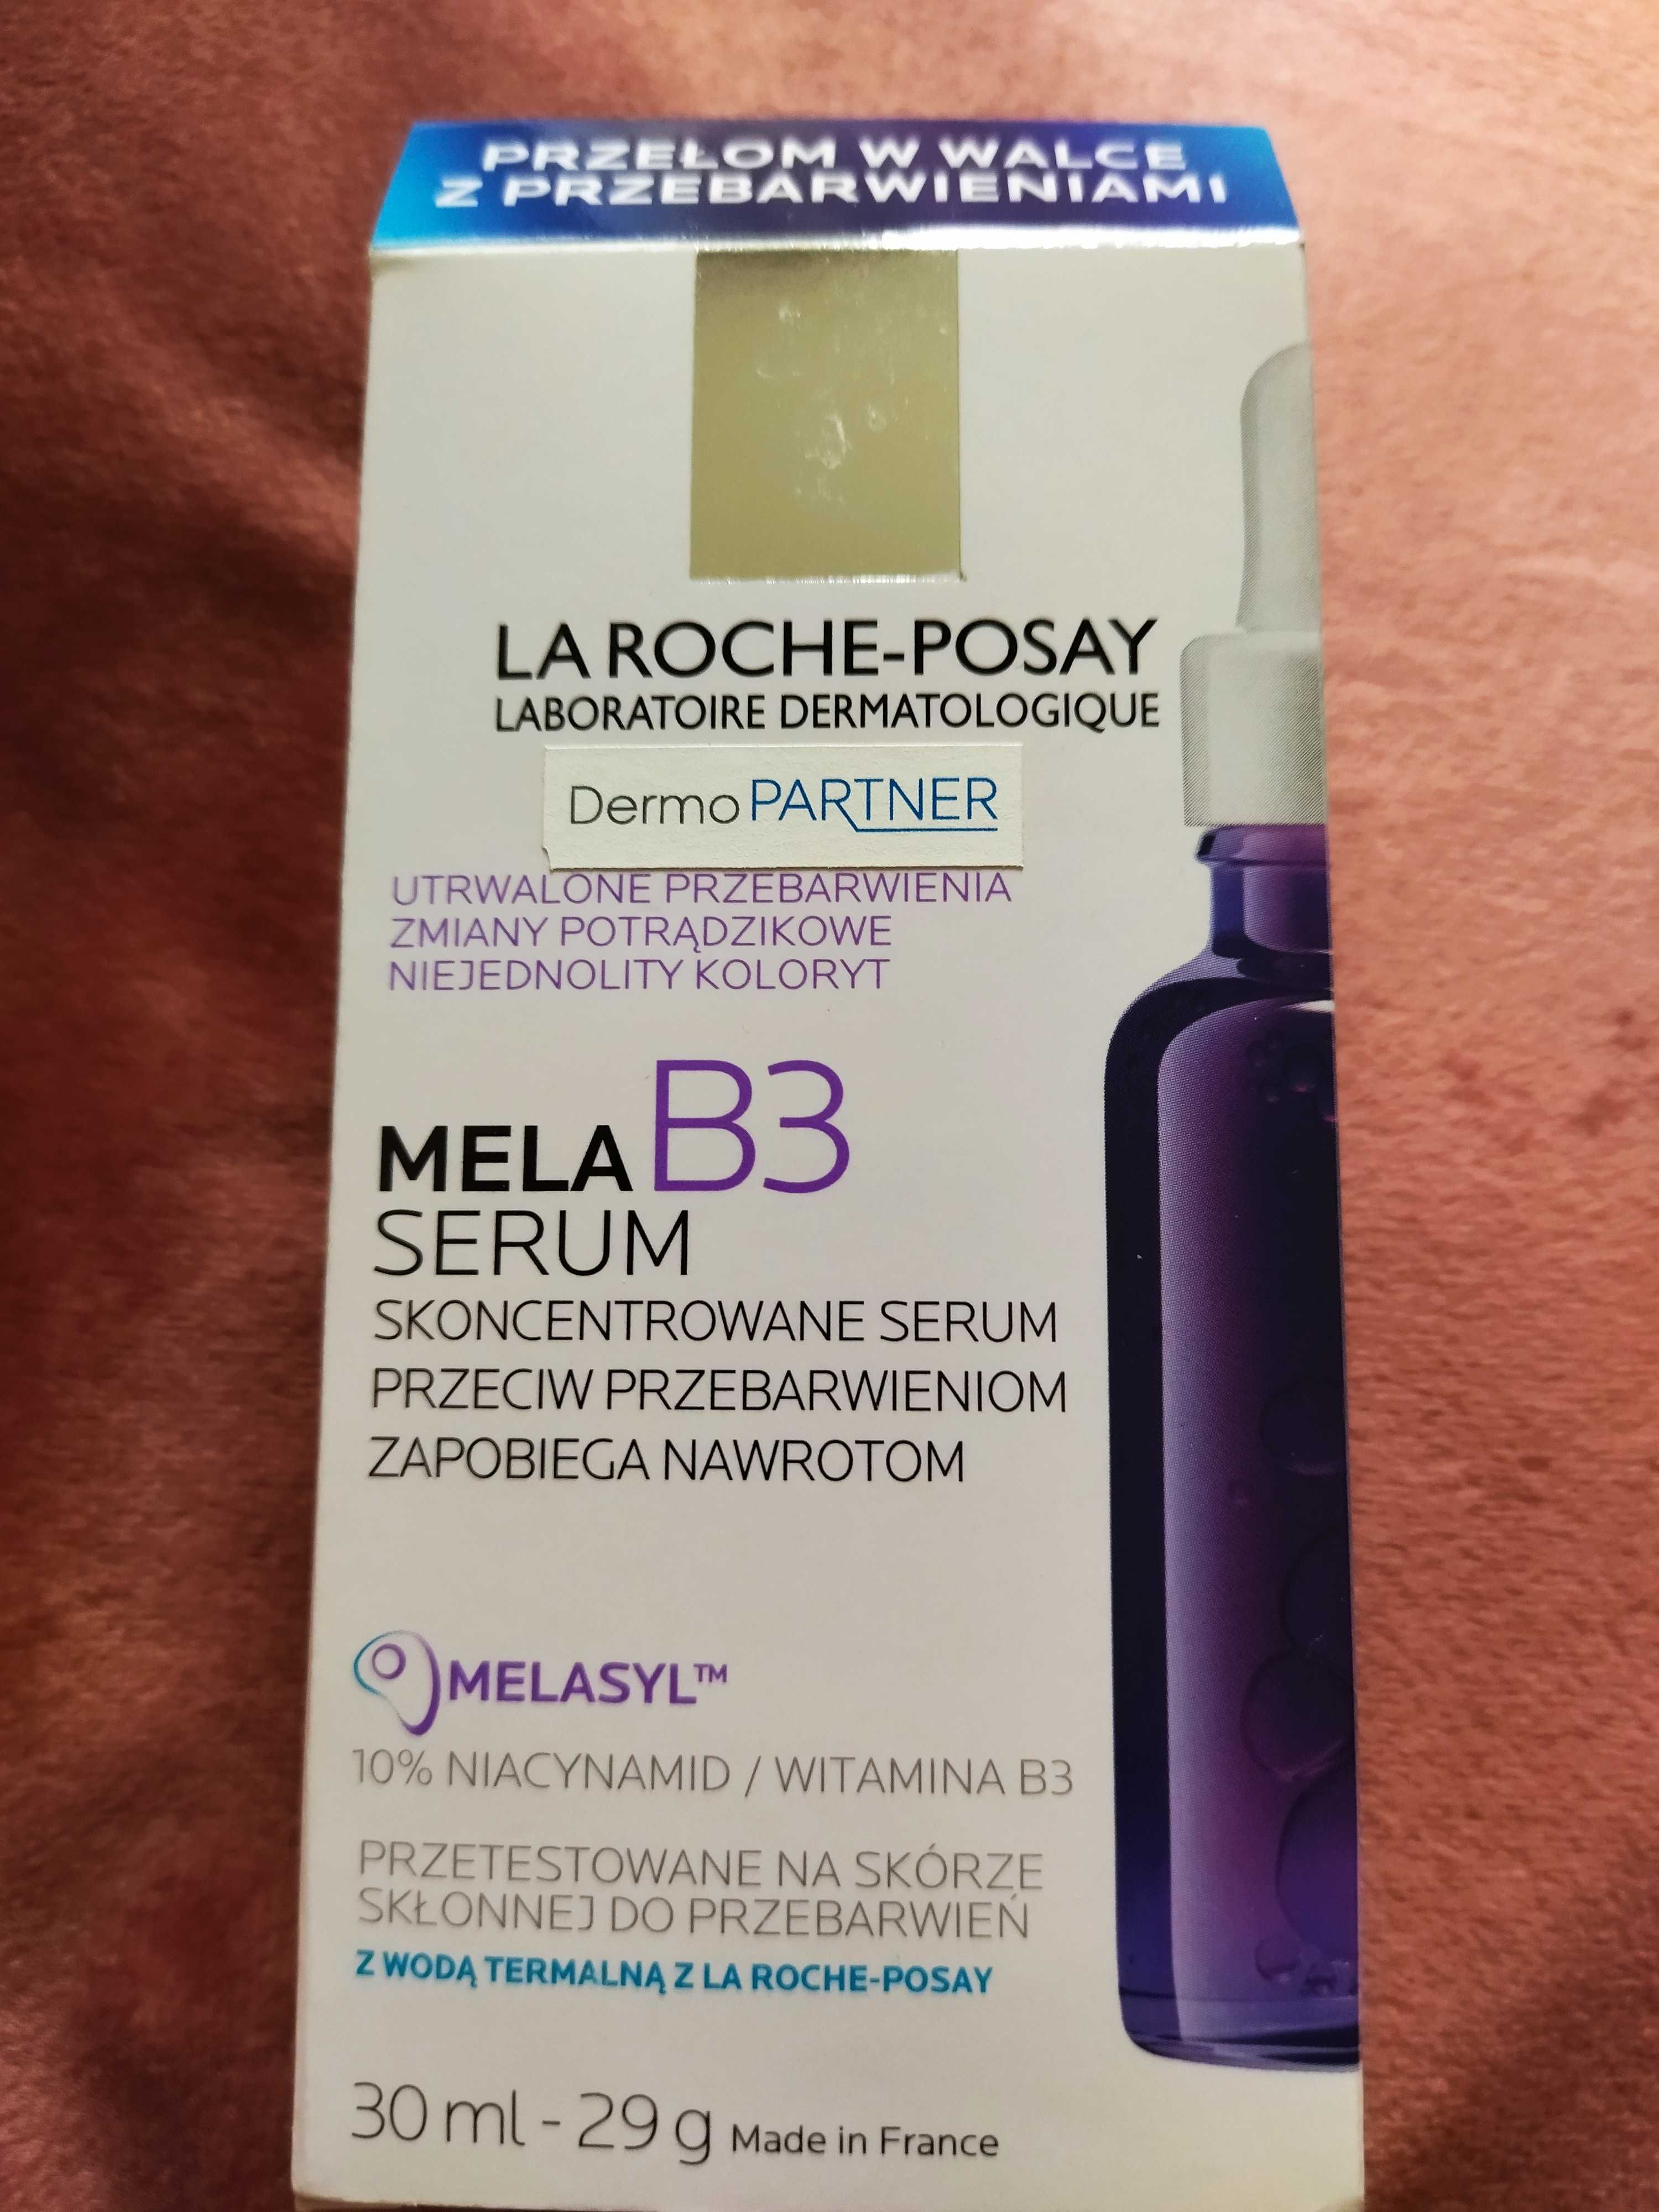 PRZEŁOM W WALCE
Z PRZEBARWIENIAMI
LA ROCHE-POSAY
LABORATOIRE DERMATOLOGIQUE
Dermo PARTNER
UTRWALONE PRZEBARWIENIA
ZMIANY POTRĄDZIKOWE
NIEJEDNOLITY KOLORYT
MELA B3
SERUM
SKONCENTROWANE SERUM
PRZECIW PRZEBARWIENIOM
ZAPOBIEGA NAWROTOM
MELASYL™
10% NIACYNAMID / WITAMINA B3
PRZETESTOWANE NA SKÓRZE
SKŁONNEJ DO PRZEBARWIEŃ
Z WODĄ TERMALNĄ Z LA ROCHE-POSAY
30 ml - 29 g Made in France